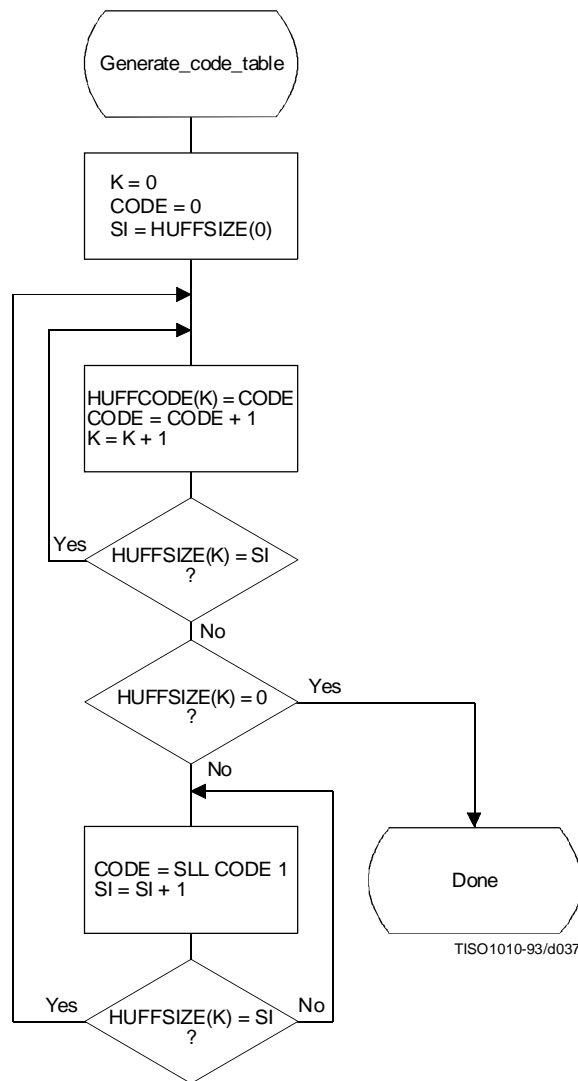 Generate_code_table
K = 0
CODE = 0
SI = HUFFSIZE(0)
HUFFCODE(K) = CODE
CODE = CODE + 1
K = K + 1
Yes
HUFFSIZE(K) = SI
?
No
HUFFSIZE(K) = 0
?
Yes
No
CODE = SLL CODE 1
SI = SI + 1
Done
TISO1010-93/d037
Yes
HUFFSIZE(K) = SI
?
No